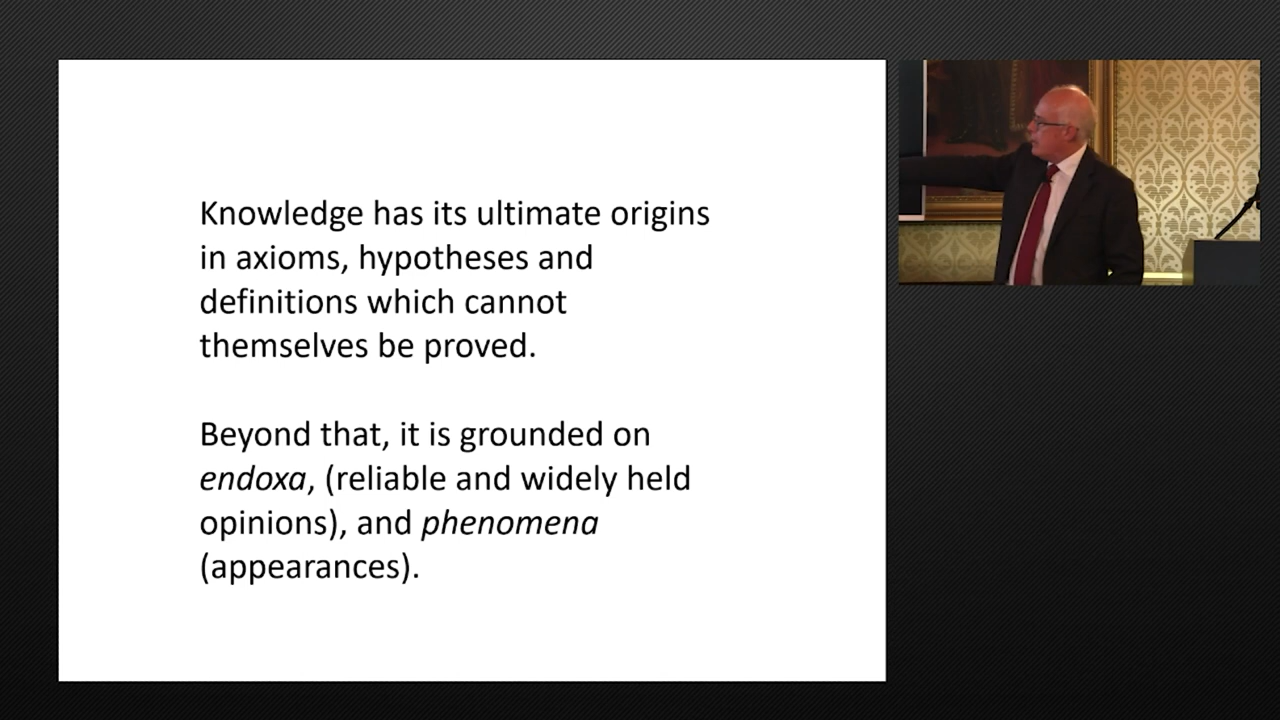 Knowledge has its ultimate origins
in axioms, hypotheses and
definitions which cannot
themselves be proved.
Beyond that, it is grounded on
endoxa, (reliable and widely held
opinions), and phenomena
(appearances).